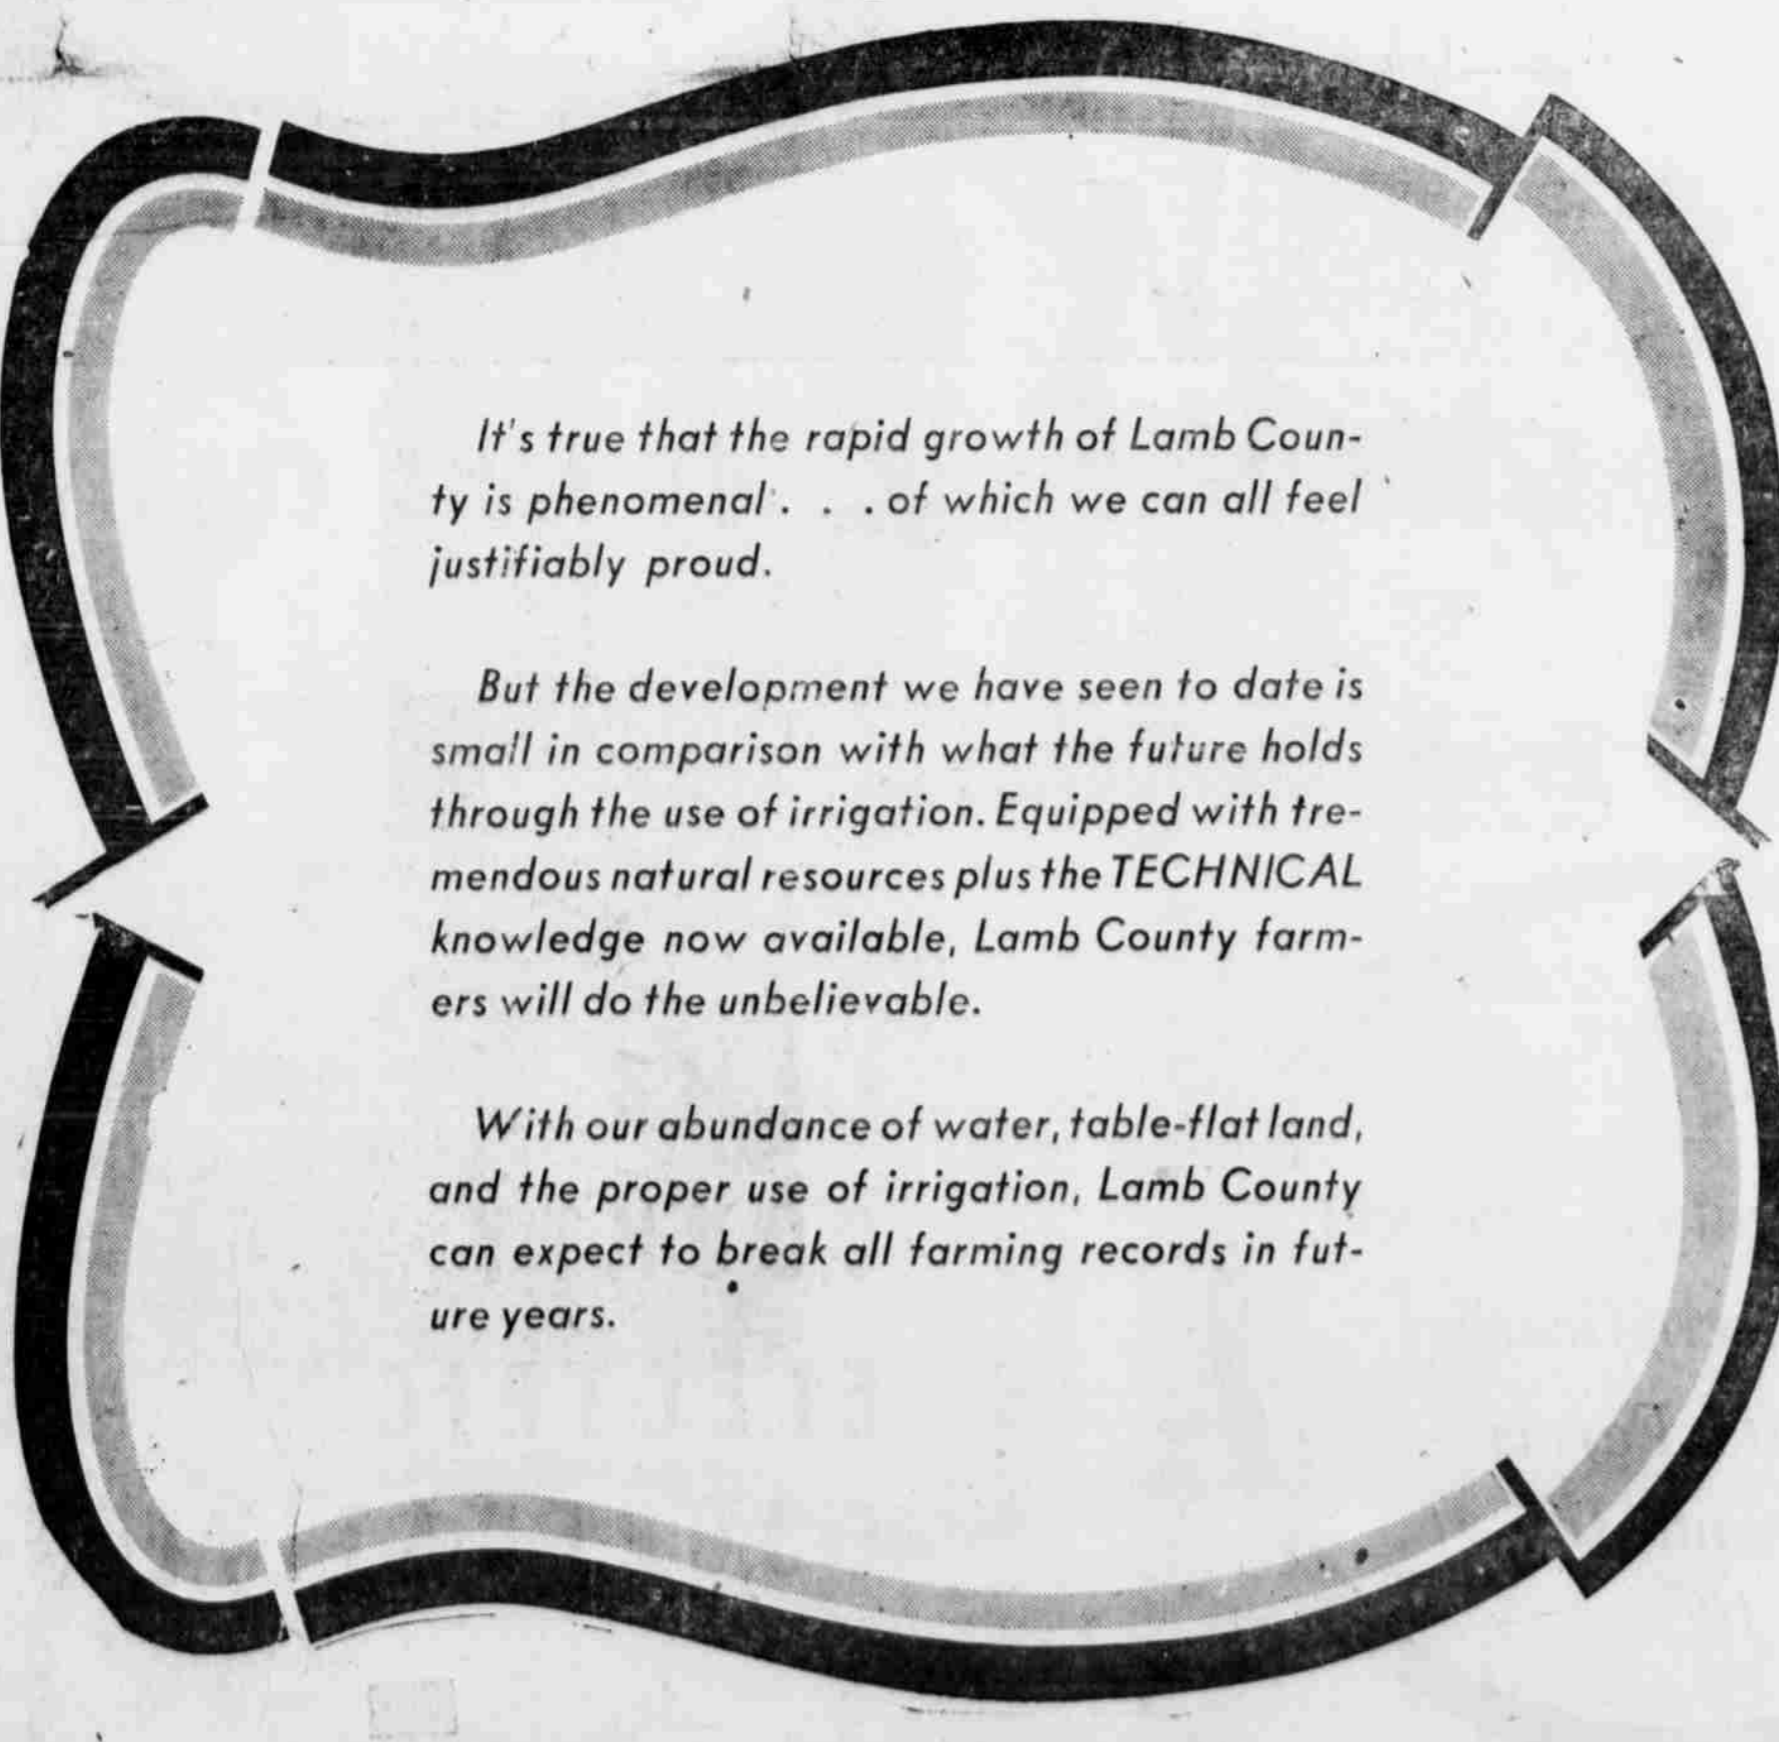 It's true that the rapid growth of Lamb Coun-
ty is phenomenal . . . of which we can all feel
justifiably proud.
But the development we have seen to date is
small in comparison with what the future holds
through the use of irrigation. Equipped with tre-
mendous natural resources plus the TECHNICAL
knowledge now available, Lamb County farm-
ers will do the unbelievable.
With our abundance of water, table-flat land,
and the proper use of irrigation, Lamb County
can expect to break all farming records in fut-
ure years.